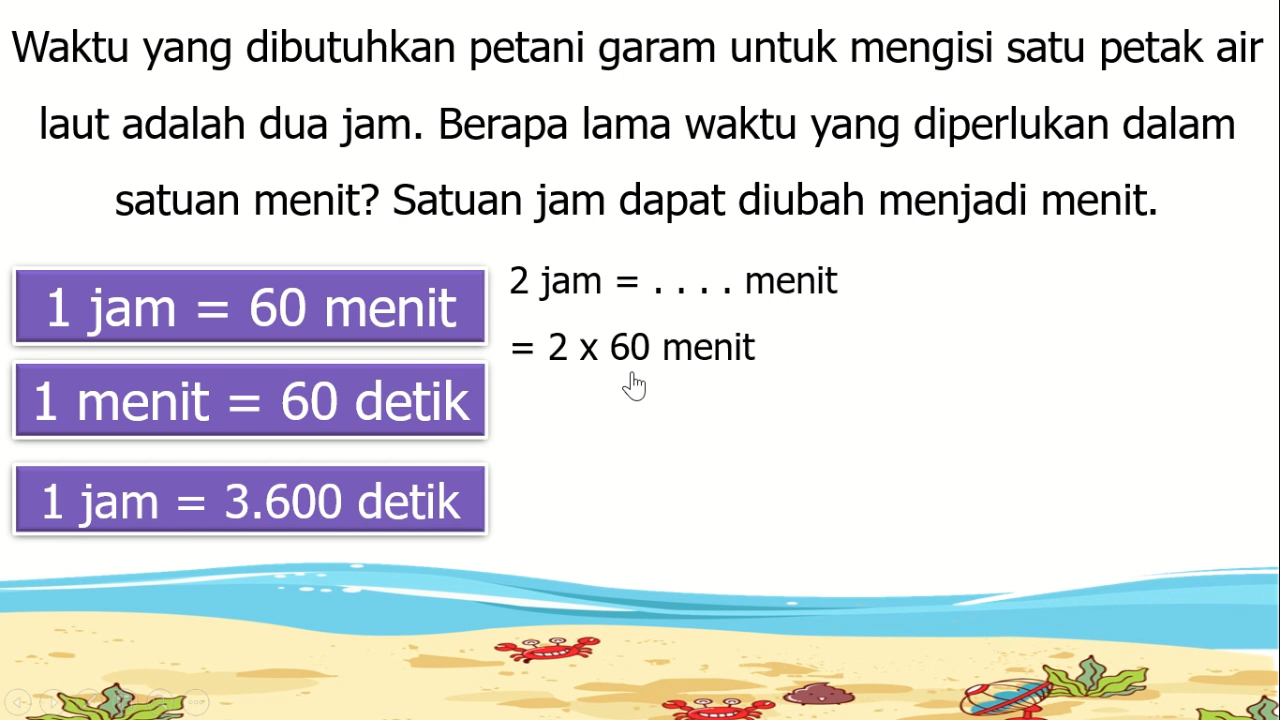 Waktu yang dibutuhkan petani garam untuk mengisi satu petak air
laut adalah dua jam. Berapa lama waktu yang diperlukan dalam
satuan menit? Satuan jam dapat diubah menjadi menit.
1 jam = 60 menit
1 menit = 60 detik
1 jam = 3.600 detik
2 jam = . . . . menit
= 2 x 60 menit